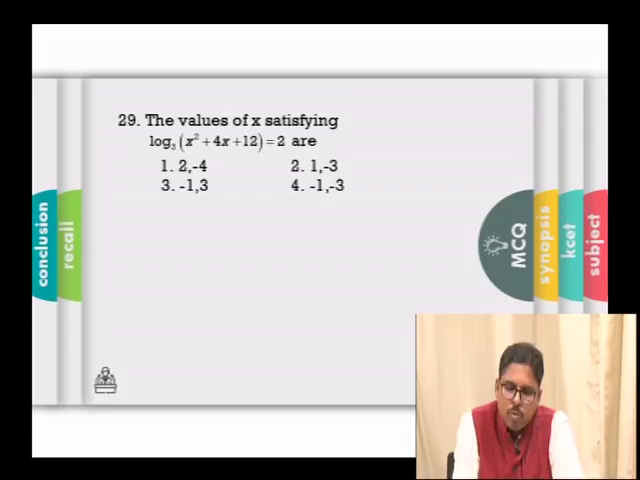 29. The values of x satisfying
log₃(x² + 4x + 12) = 2 are
1. 2,-4 2. 1,-3
3. -1,3 4. -1,-3
conclusion
recall
MCQ
synopsis
kcet
subject